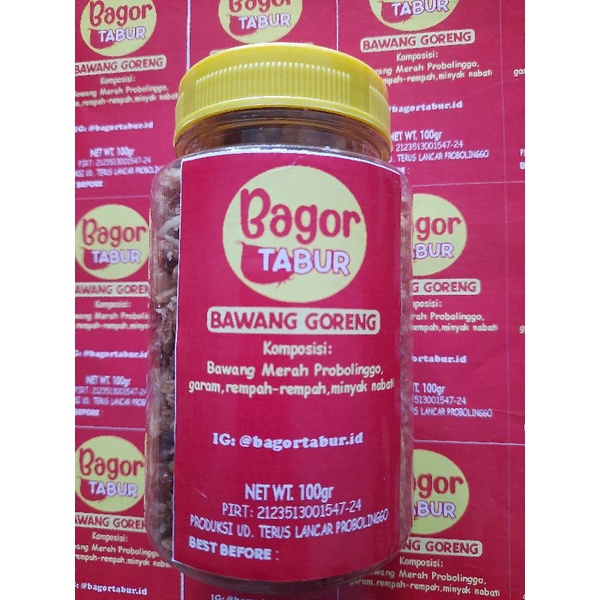 Bagor
TABUR
BAWANG GORENG
Komposisi:
Bawang Merah Probolinggo,
garam,rempah-rempah,minyak nabati
IG: @bagortabur.id
NET WT. 100gr
PIRT: 2123513001547-24
PRODUKSI UD. TERUS LANCAR PROBOLINGGO
BEST BEFORE :